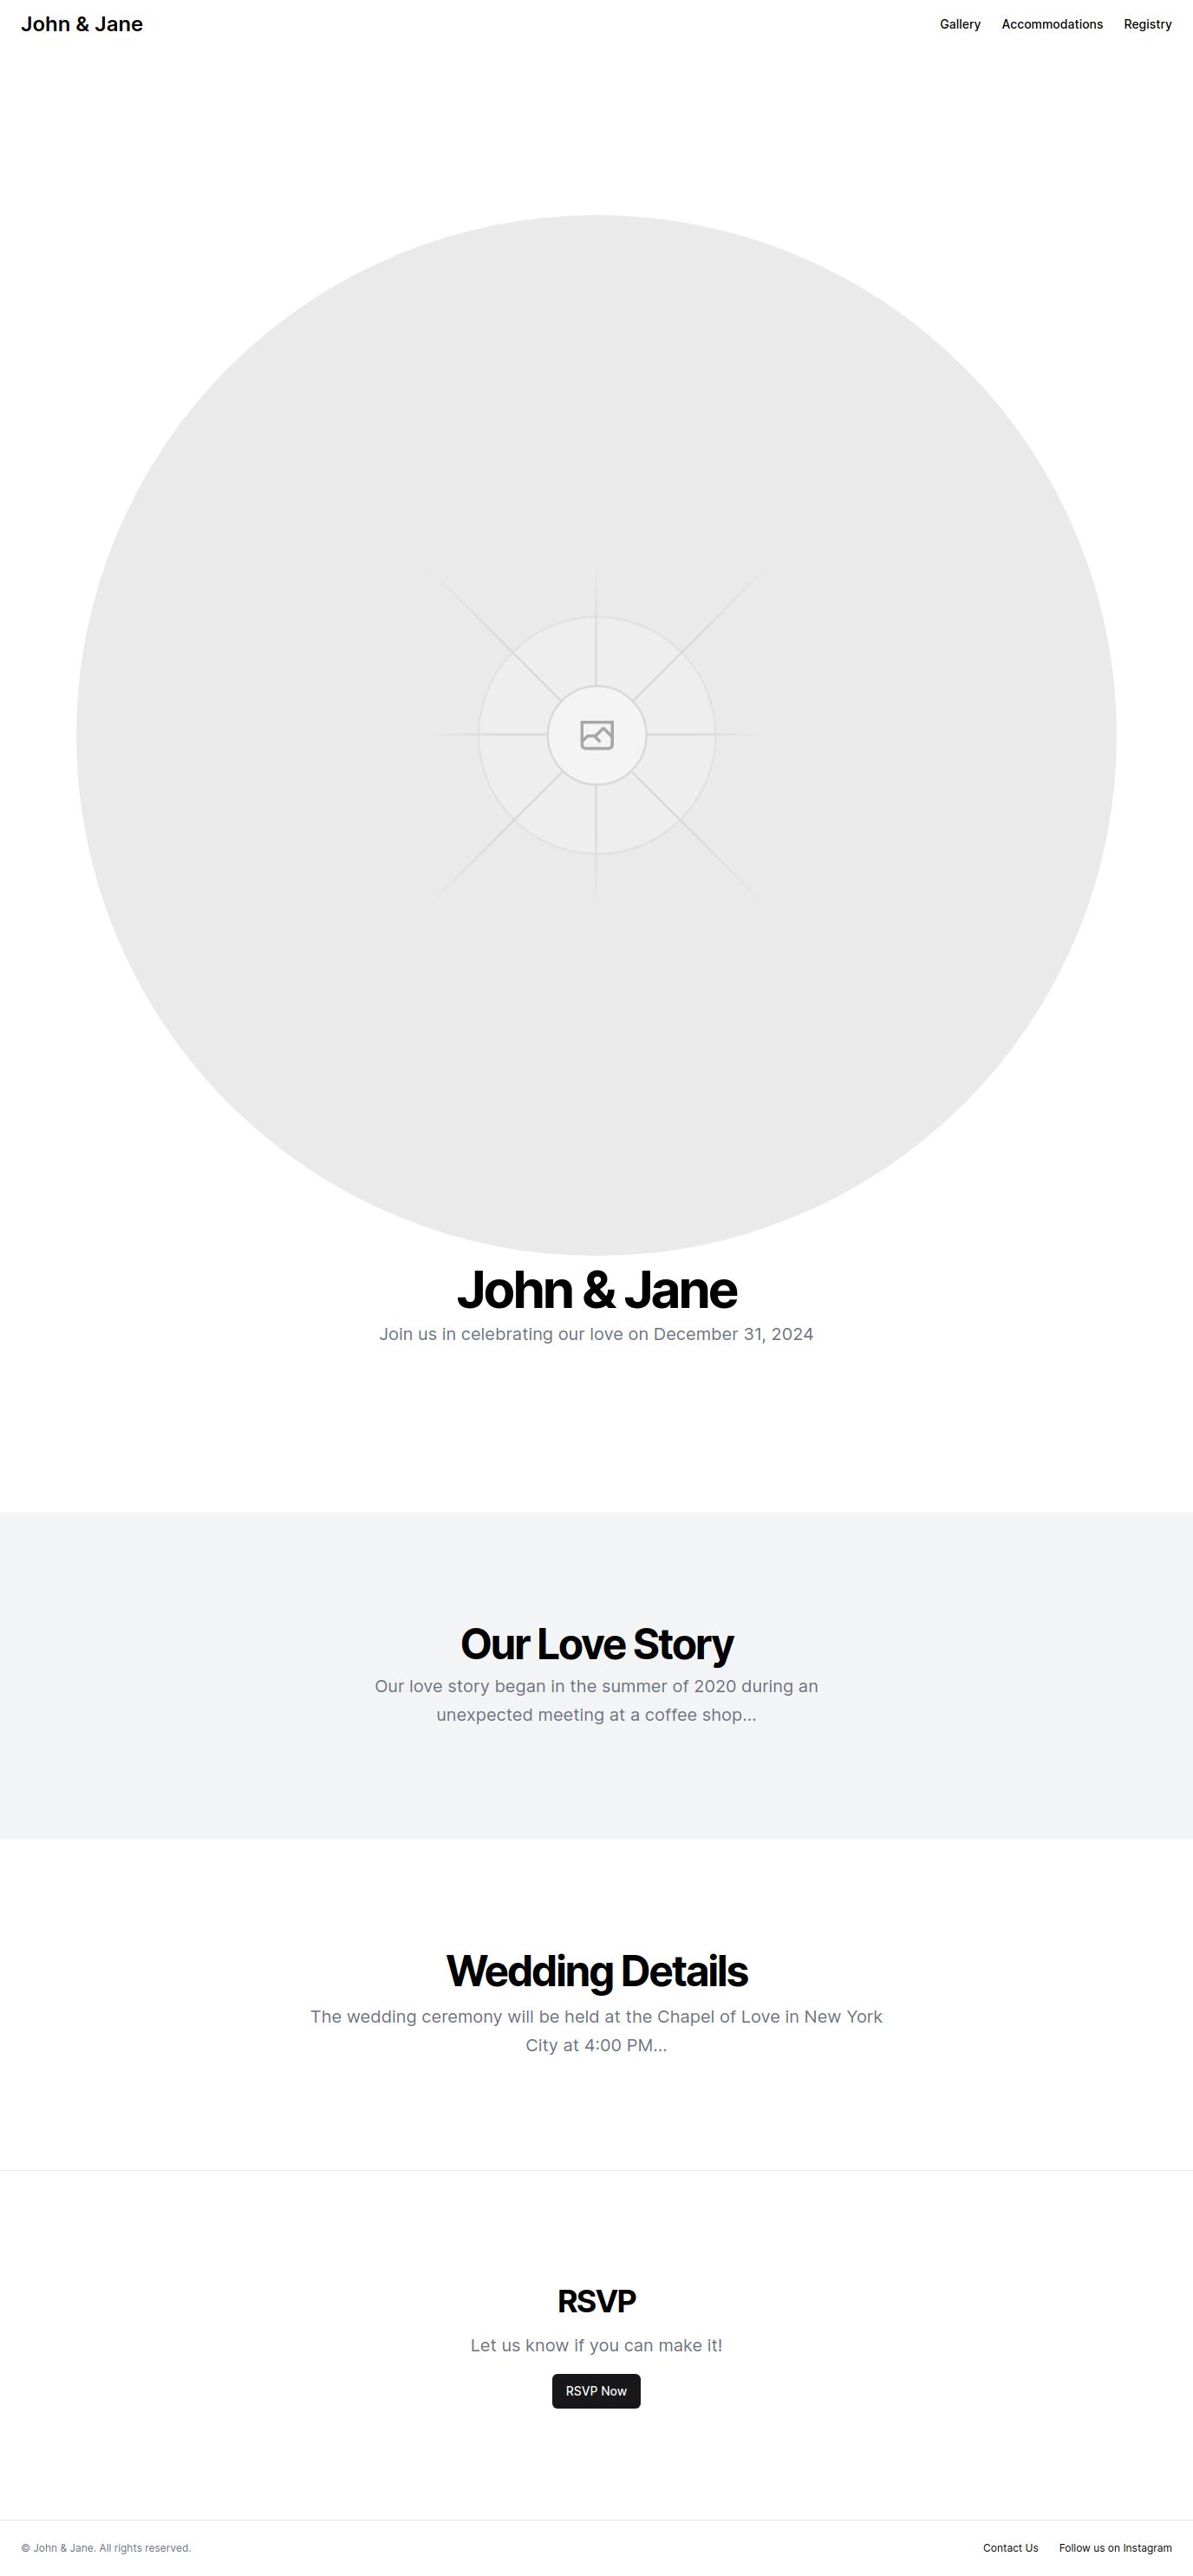 John & Jane
Gallery
Accommodations
Registry
John & Jane
Join us in celebrating our love on December 31, 2024
Our Love Story
Our love story began in the summer of 2020 during an
unexpected meeting at a coffee shop...
Wedding Details
The wedding ceremony will be held at the Chapel of Love in New York
City at 4:00 PM...
RSVP
Let us know if you can make it!
RSVP Now
© John & Jane. All rights reserved.
Contact Us
Follow us on Instagram